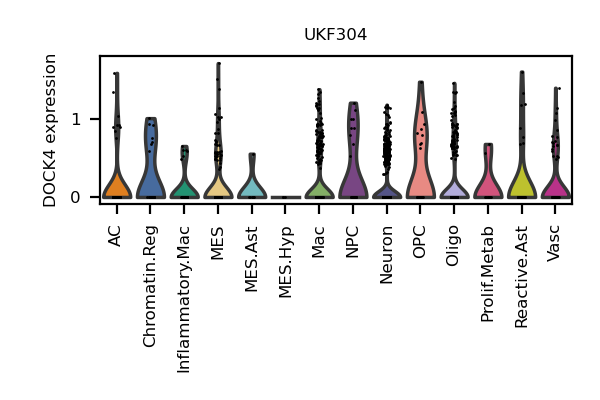 UKF304
DOCK4 expression
1
0
AC
Chromatin.Reg
Inflammatory.Mac
MES
MES.Ast
MES.Hyp
Mac
NPC
Neuron
OPC
Oligo
Prolif.Metab
Reactive.Ast
Vasc